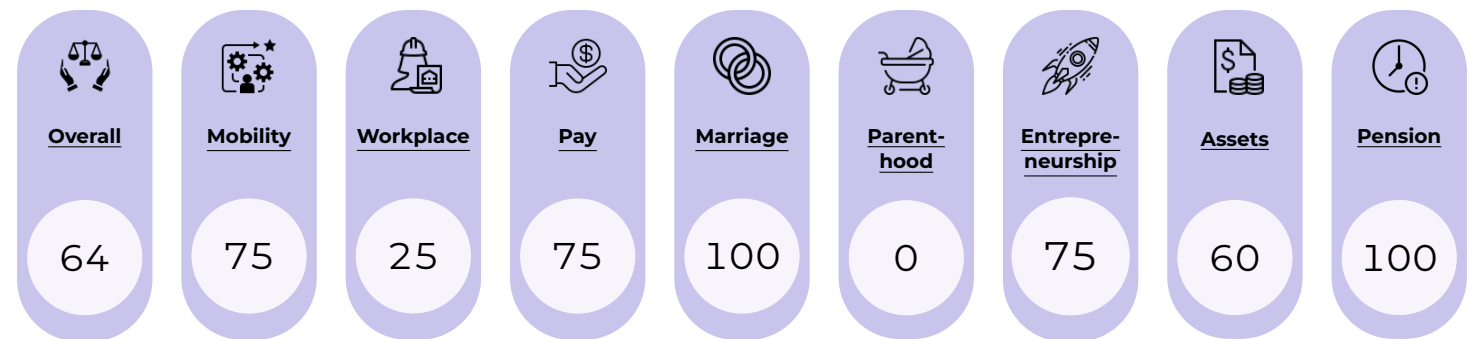 Overall
64
Mobility
75
Workplace
25
Pay
$
75
Marriage
100
Parent-
hood
0
Entrepre-
neurship
75
$
Assets
60
!
Pension
100